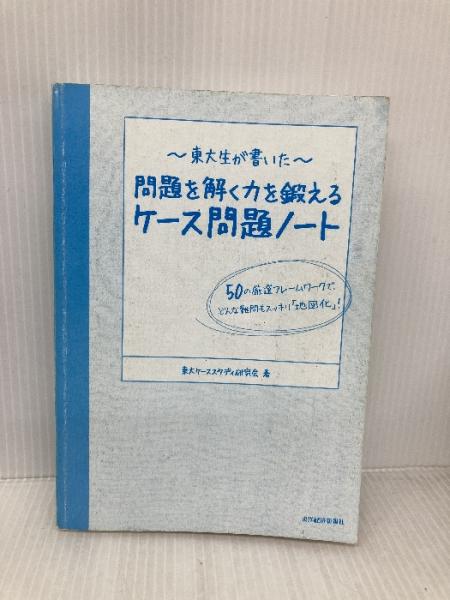 ～東大生が書いた～
問題を解く力を鍛える
ケース問題ノート
50の厳選フレームワークで、
どんな難問もスッキリ「地図化」！
東大ケーススタディ研究会 著
東洋経済新報社